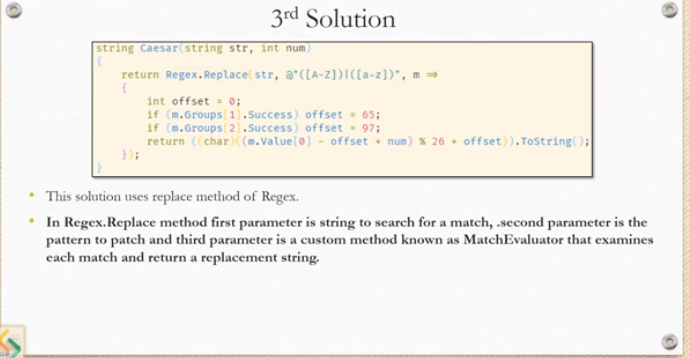 3rd Solution
string Caesar(string str, int num)
{
return Regex.Replace(str, @"([A-Z])|([a-z])", m =>
{
int offset = 0;
if (m.Groups[1].Success) offset = 65;
if (m.Groups[2].Success) offset = 97;
return ((char)((m.Value[0] - offset + num) % 26 + offset)).ToString();
});
}
• This solution uses replace method of Regex.
• In Regex.Replace method first parameter is string to search for a match, .second parameter is the
pattern to patch and third parameter is a custom method known as MatchEvaluator that examines
each match and return a replacement string.